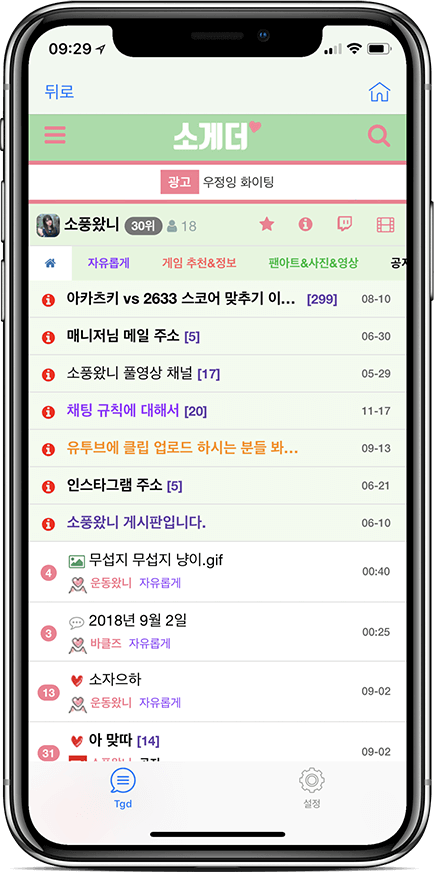 09:29
뒤로
소게더
광고 우정잉 화이팅
소풍왔니 30위 18
자유롭게 게임 추천&정보 팬아트&사진&영상 공지
아카츠키 vs 2633 스코어 맞추기 이... [299] 08-10
매니저님 메일 주소 [5] 06-30
소풍왔니 풀영상 채널 [17] 05-29
채팅 규칙에 대해서 [20] 11-17
유투브에 클립 업로드 하시는 분들 봐... 09-13
인스타그램 주소 [5] 06-21
소풍왔니 게시판입니다. 06-10
4 무섭지 무섭지 냥이.gif 00:40
운동왔니 자유롭게
3 2018년 9월 2일 00:25
바클즈 자유롭게
13 소자으하 09-02
운동왔니 자유롭게
31 아 맞따 [14] 09-02
소풍왔니 공지
Tgd 설정